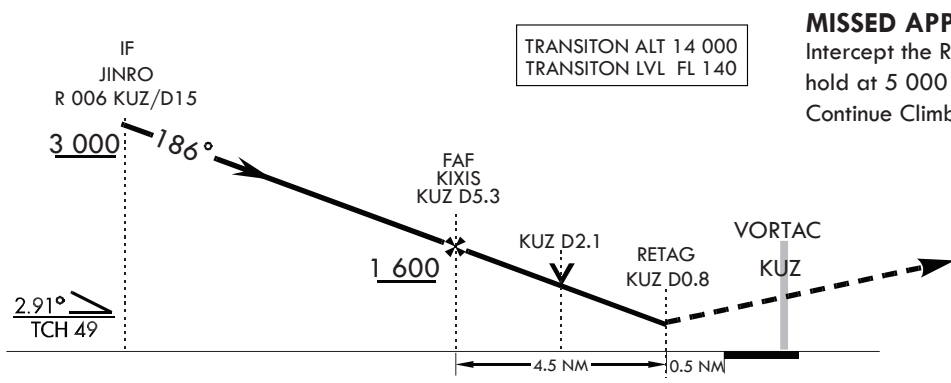 IF
JINRO
R 006 KUZ/D15
3 000
186°
TRANSITON ALT 14 000
TRANSITON LVL FL 140
MISSED APP
Intercept the R
hold at 5 000
Continue Climb
FAF
KIXIS
KUZ D5.3
1 600
KUZ D2.1
RETAG
KUZ D0.8
VORTAC
KUZ
2.91°
TCH 49
4.5 NM
0.5 NM